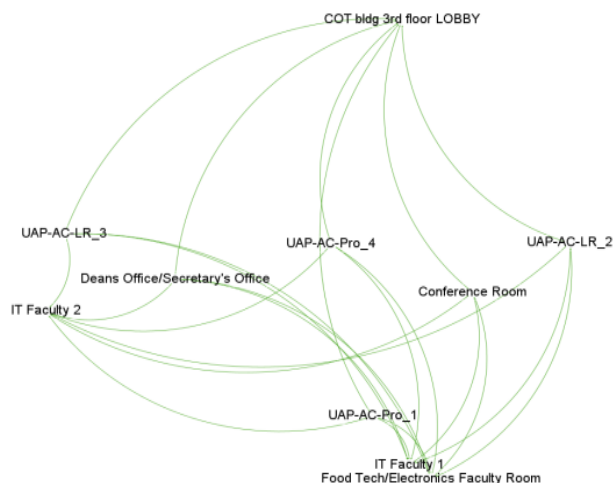 COT bldg 3rd floor LOBBY
UAP-AC-LR_3
UAP-AC-Pro_4
UAP-AC-LR_2
Deans Office/Secretary's Office
Conference Room
IT Faculty 2
UAP-AC-Pro_1
IT Faculty 1
Food Tech/Electronics Faculty Room